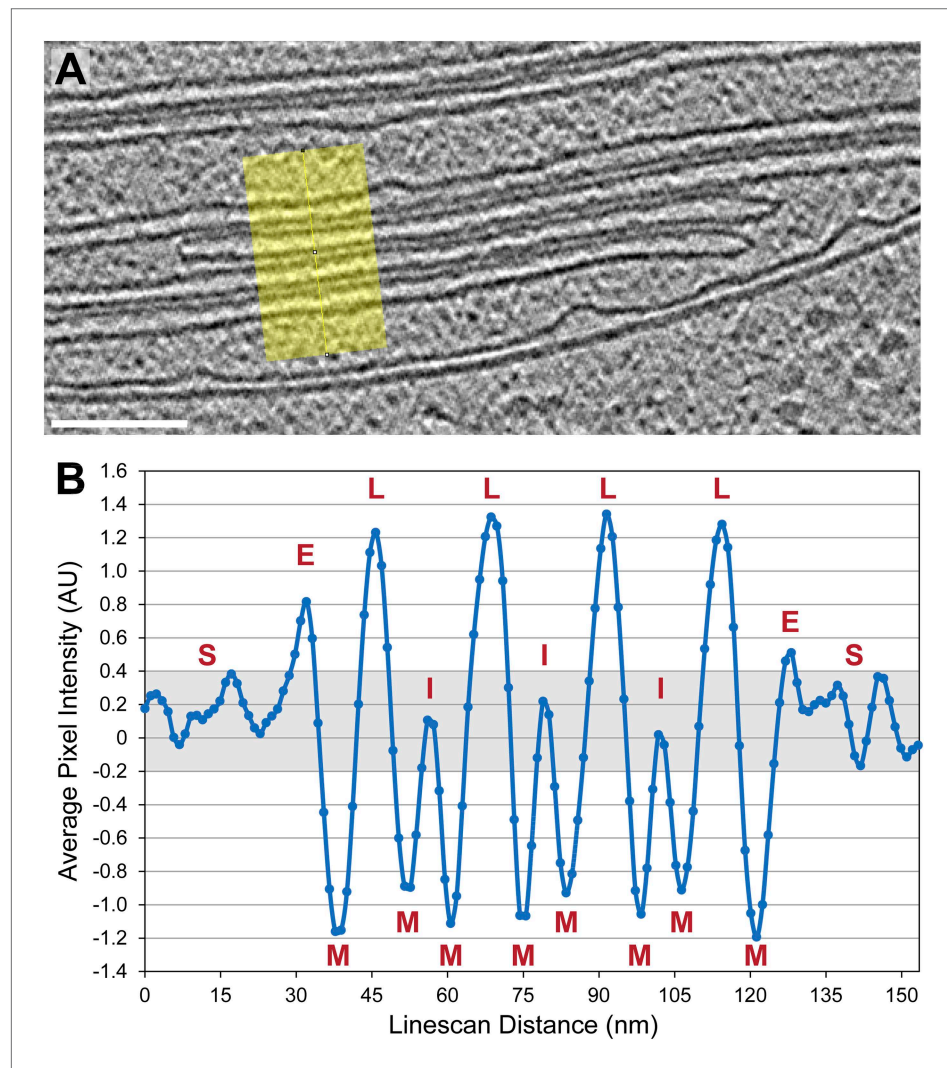 A
B
1.6
1.4
1.2
1.0
0.8
0.6
0.4
0.2
0
-0.2
-0.4
-0.6
-0.8
-1.0
-1.2
-1.4
Average Pixel Intensity (AU)
L L L L
E
E
S I S
I I
M M M
M M M M M
0 15 30 45 60 75 90 105 120 135 150
Linescan Distance (nm)